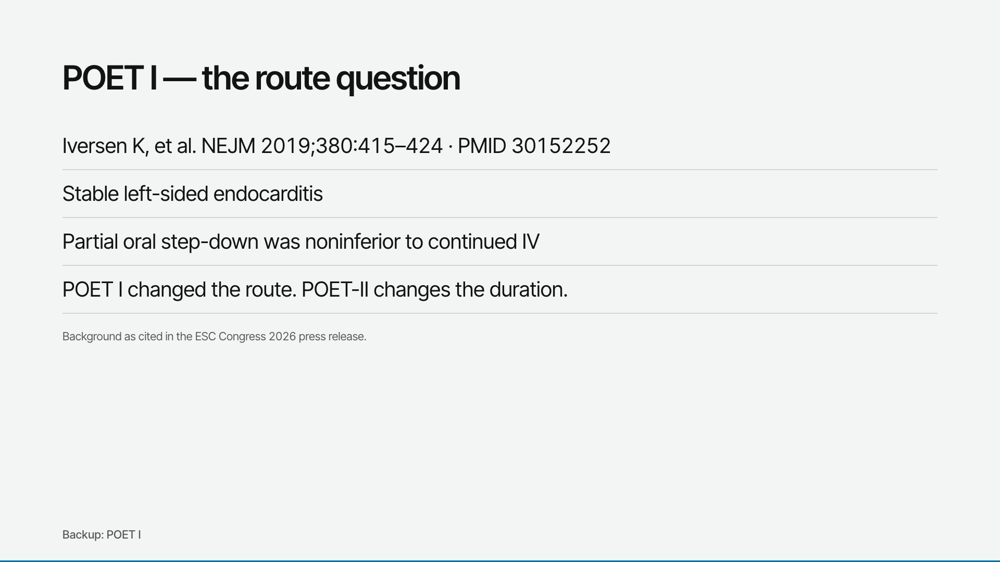 POET I — the route question
Iversen K, et al. NEJM 2019;380:415–424 · PMID 30152252
Stable left-sided endocarditis
Partial oral step-down was noninferior to continued IV
POET I changed the route. POET-II changes the duration.
Background as cited in the ESC Congress 2026 press release.
Backup: POET I